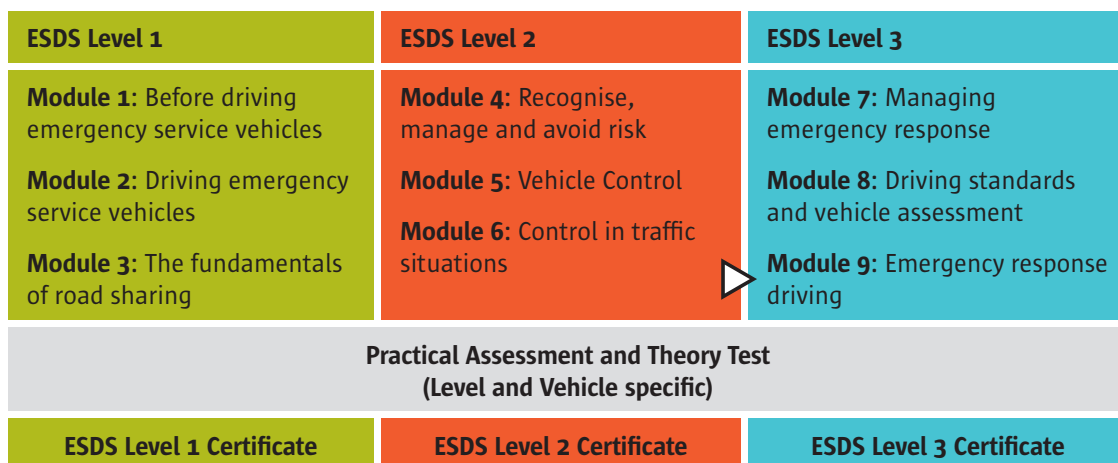 ESDS Level 1
Module 1: Before driving
emergency service vehicles
Module 2: Driving emergency
service vehicles
Module 3: The fundamentals
of road sharing
ESDS Level 2
Module 4: Recognise,
manage and avoid risk
Module 5: Vehicle Control
Module 6: Control in traffic
situations
ESDS Level 3
Module 7: Managing
emergency response
Module 8: Driving standards
and vehicle assessment
Module 9: Emergency response
driving
Practical Assessment and Theory Test
(Level and Vehicle specific)
ESDS Level 1 Certificate
ESDS Level 2 Certificate
ESDS Level 3 Certificate